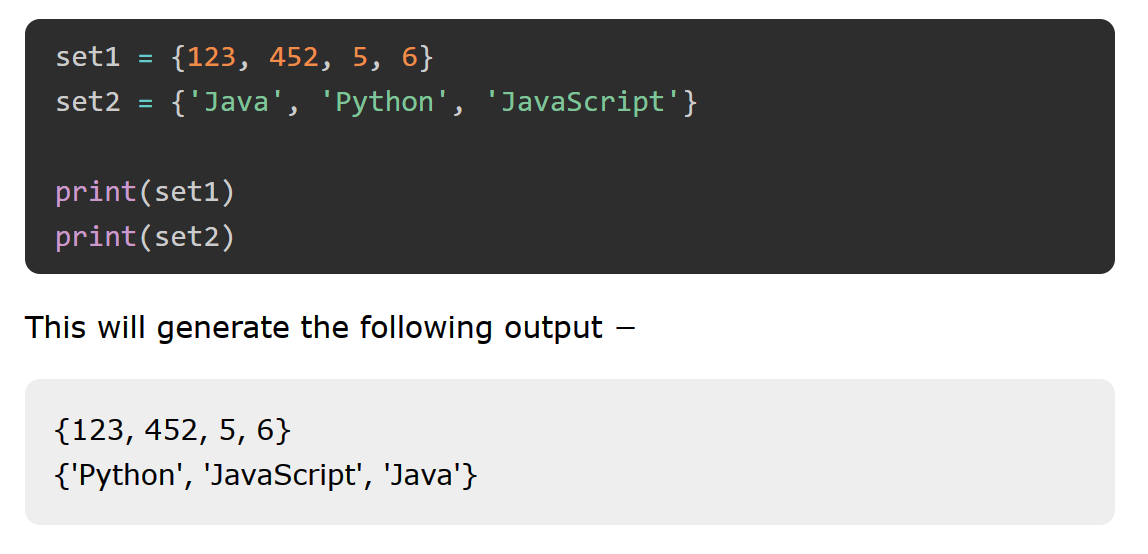 set1 = {123, 452, 5, 6}
set2 = {'Java', 'Python', 'JavaScript'}
print(set1)
print(set2)
This will generate the following output −
{123, 452, 5, 6}
{'Python', 'JavaScript', 'Java'}